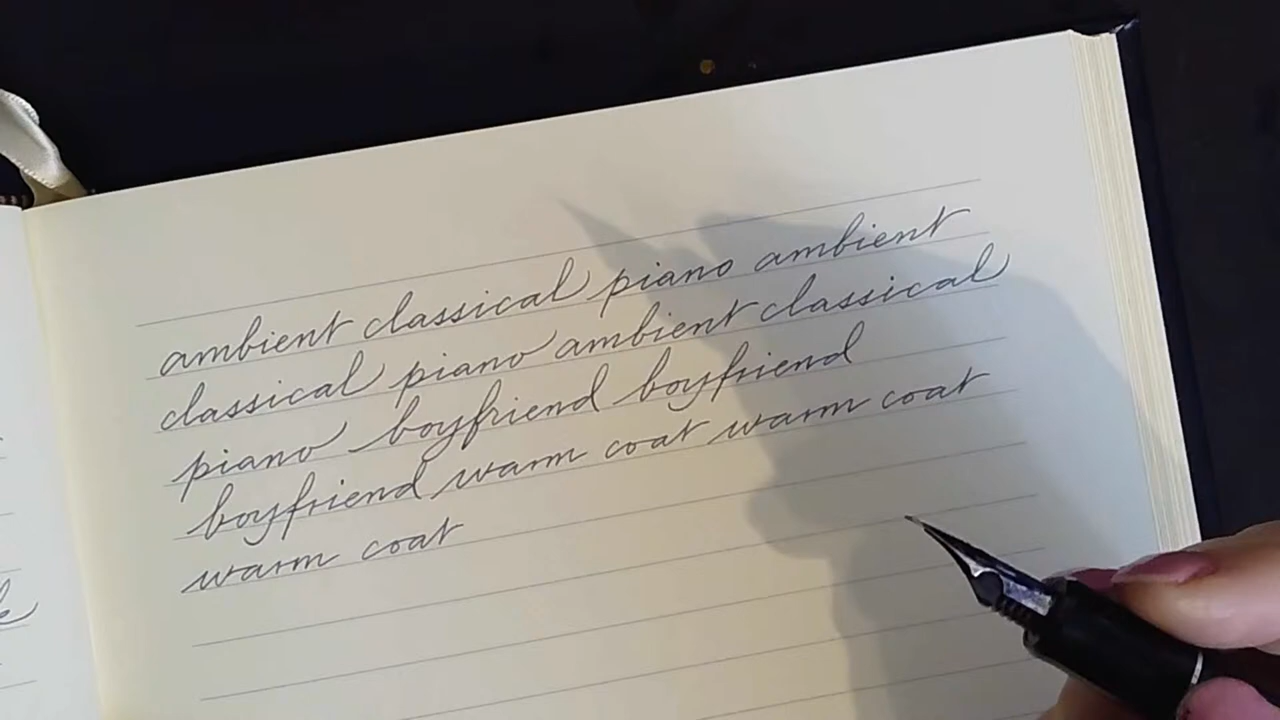 ambient classical piano ambient
classical piano ambient classical
piano boyfriend boyfriend
boyfriend warm coat warm coat
warm coat